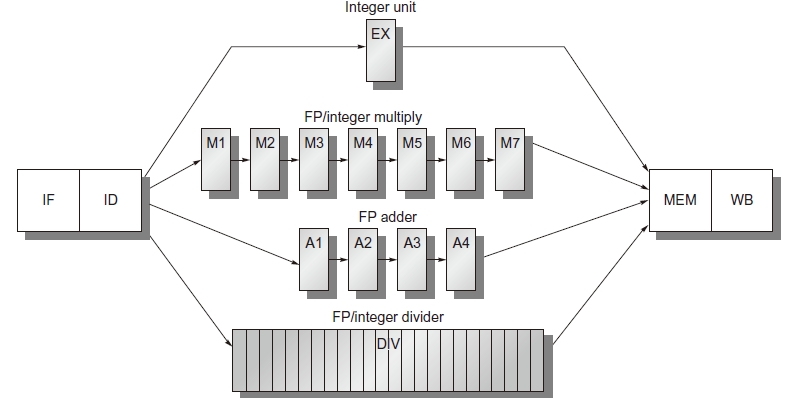 Integer unit
EX
FP/integer multiply
M1 M2 M3 M4 M5 M6 M7
IF ID
MEM WB
FP adder
A1 A2 A3 A4
FP/integer divider
DIV